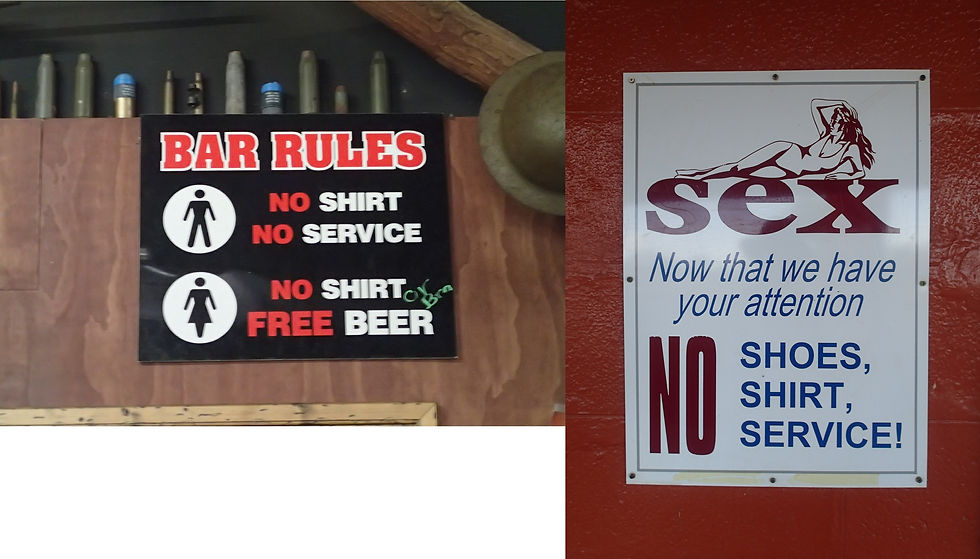 BAR RULES
NO SHIRT
NO SERVICE
NO SHIRT or Bra
FREE BEER
sex
Now that we have
your attention
NO SHOES,
SHIRT,
SERVICE!